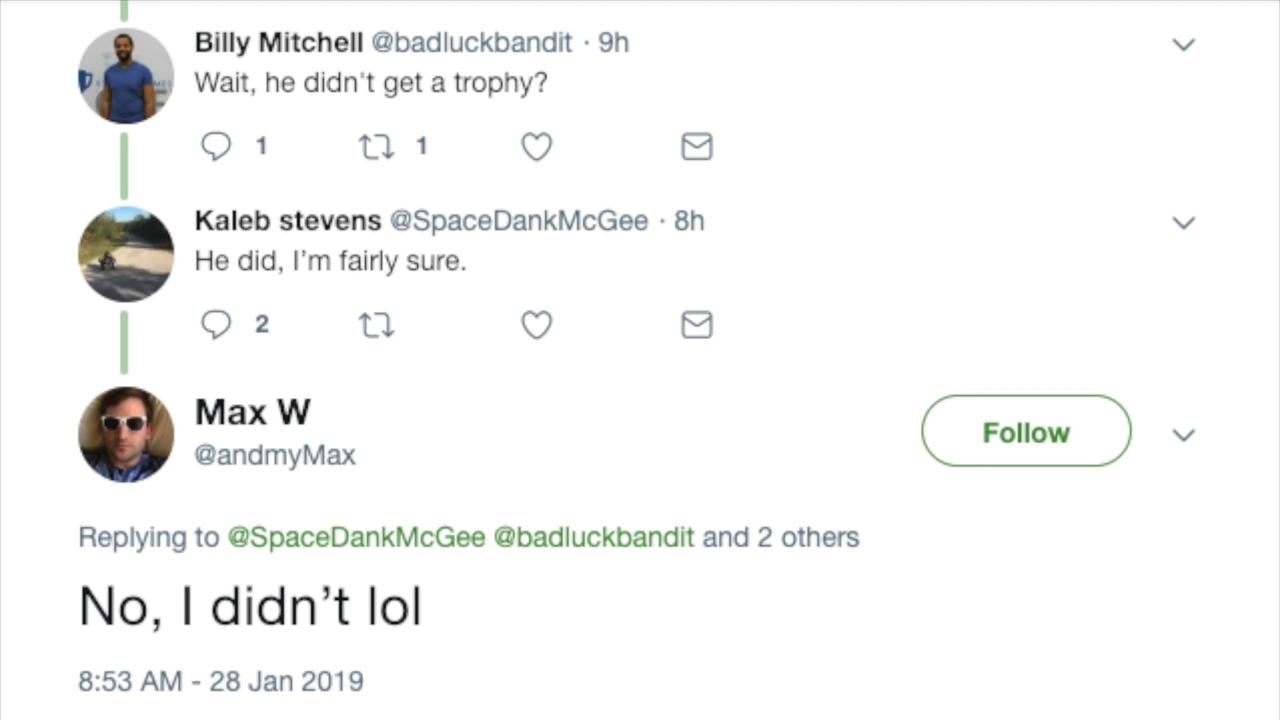 Billy Mitchell @badluckbandit · 9h
Wait, he didn't get a trophy?
1 1
Kaleb stevens @SpaceDankMcGee · 8h
He did, I’m fairly sure.
2
Max W
@andmyMax
Follow
Replying to @SpaceDankMcGee @badluckbandit and 2 others
No, I didn’t lol
8:53 AM - 28 Jan 2019